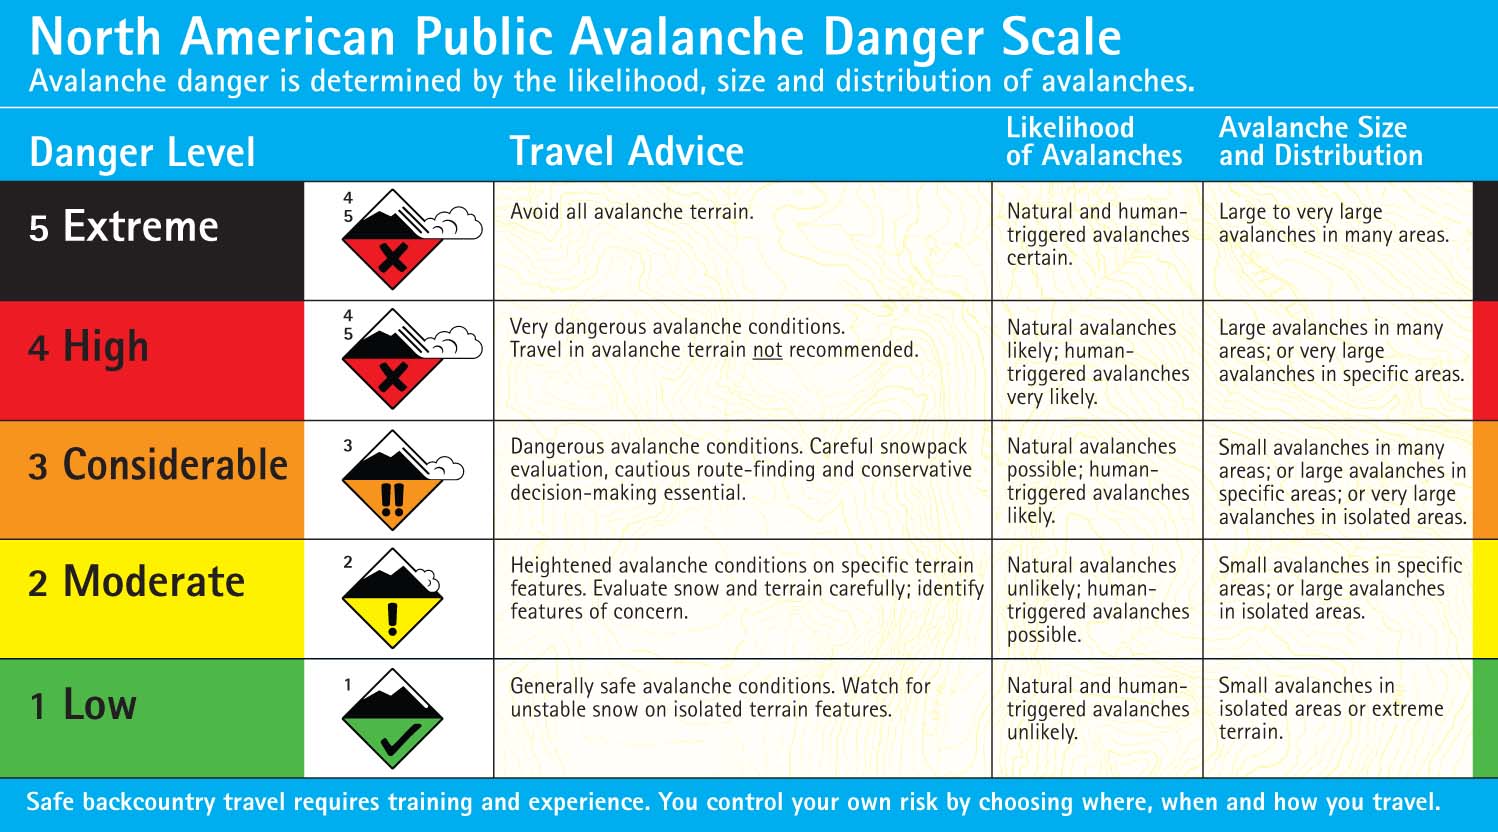 North American Public Avalanche Danger Scale
Avalanche danger is determined by the likelihood, size and distribution of avalanches.
Danger Level
Travel Advice
Likelihood
of Avalanches
Avalanche Size
and Distribution
5 Extreme
4
5
Avoid all avalanche terrain.
Natural and human-
triggered avalanches
certain.
Large to very large
avalanches in many areas.
4 High
4
5
Very dangerous avalanche conditions.
Travel in avalanche terrain not recommended.
Natural avalanches
likely; human-
triggered avalanches
very likely.
Large avalanches in many
areas; or very large
avalanches in specific areas.
3 Considerable
3
!!
Dangerous avalanche conditions. Careful snowpack
evaluation, cautious route-finding and conservative
decision-making essential.
Natural avalanches
possible; human-
triggered avalanches
likely.
Small avalanches in many
areas; or large avalanches in
specific areas; or very large
avalanches in isolated areas.
2 Moderate
2
!
Heightened avalanche conditions on specific terrain
features. Evaluate snow and terrain carefully; identify
features of concern.
Natural avalanches
unlikely; human-
triggered avalanches
possible.
Small avalanches in specific
areas; or large avalanches
in isolated areas.
1 Low
1
Generally safe avalanche conditions. Watch for
unstable snow on isolated terrain features.
Natural and human-
triggered avalanches
unlikely.
Small avalanches in
isolated areas or extreme
terrain.
Safe backcountry travel requires training and experience. You control your own risk by choosing where, when and how you travel.